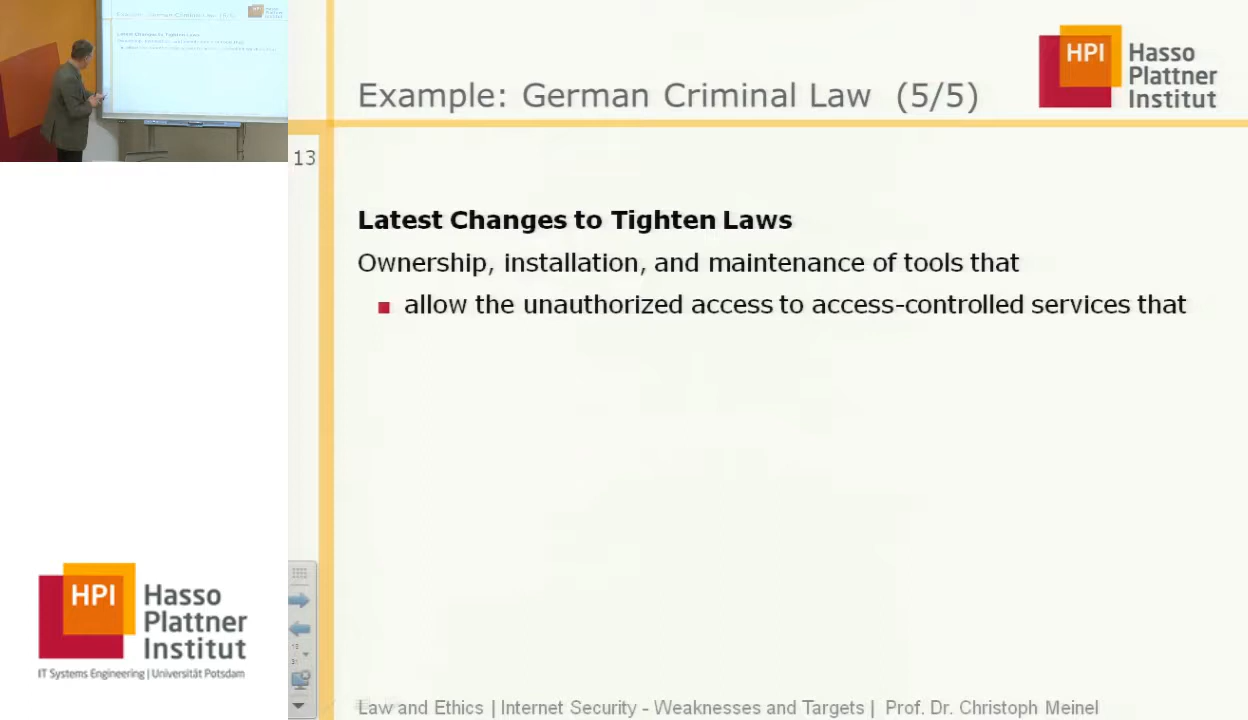 Example: German Criminal Law (5/5)
HPI
Hasso
Plattner
Institut
13
Latest Changes to Tighten Laws
Ownership, installation, and maintenance of tools that
allow the unauthorized access to access-controlled services that
HPI
Hasso
Plattner
Institut
IT Systems Engineering | Universität Potsdam
Law and Ethics | Internet Security - Weaknesses and Targets | Prof. Dr. Christoph Meinel